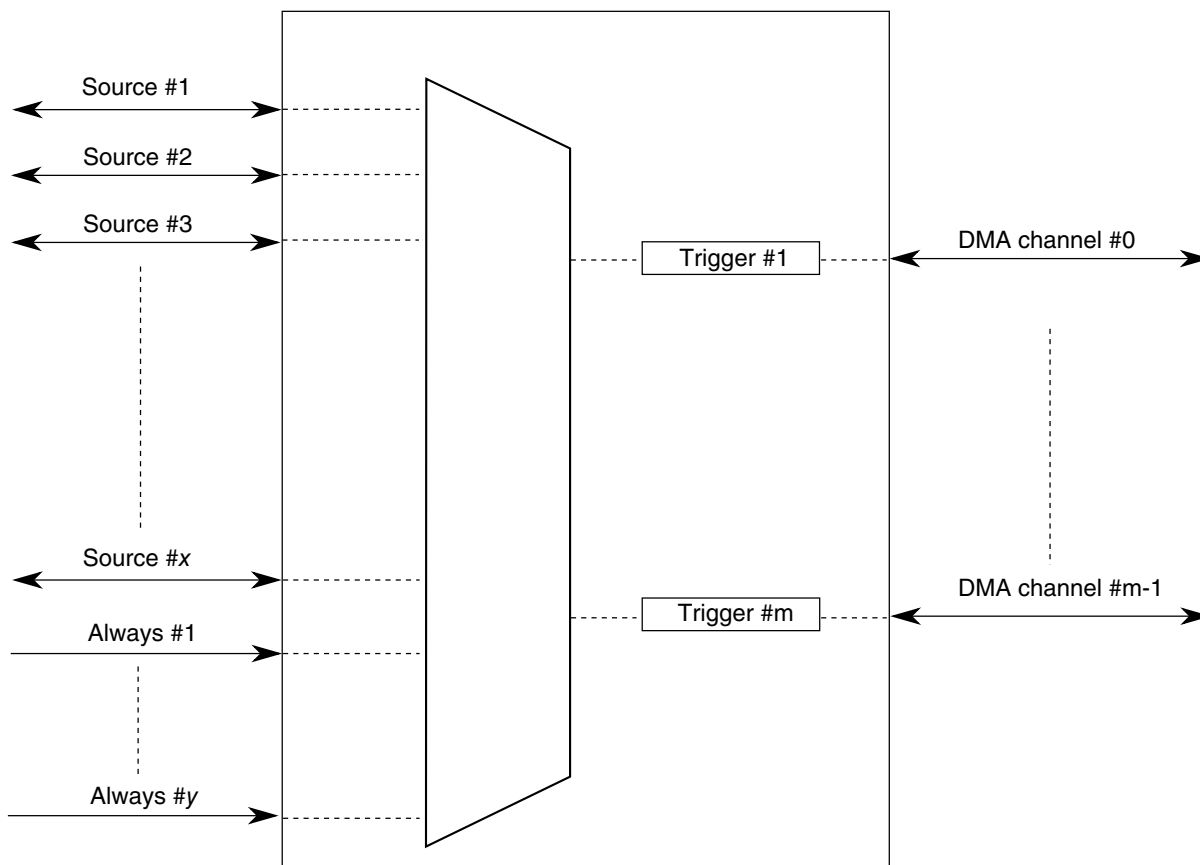 Source #1
Source #2
Source #3
Trigger #1
DMA channel #0
Source #x
Always #1
Trigger #m
DMA channel #m-1
Always #y